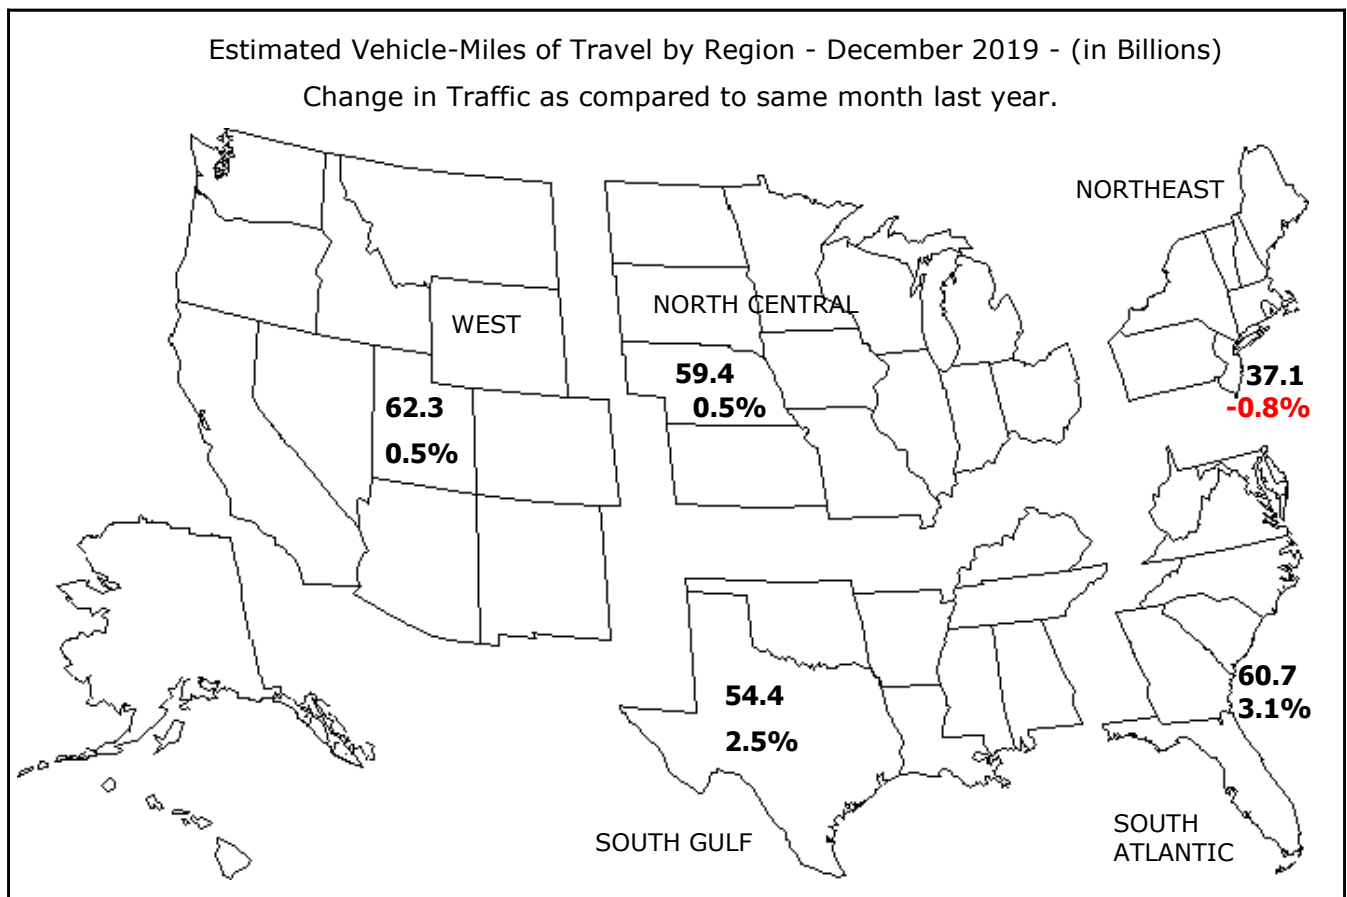 Estimated Vehicle-Miles of Travel by Region - December 2019 - (in Billions)
Change in Traffic as compared to same month last year.
NORTHEAST
NORTH CENTRAL
WEST
59.4
0.5%
37.1
-0.8%
62.3
0.5%
60.7
3.1%
54.4
2.5%
SOUTH GULF
SOUTH
ATLANTIC